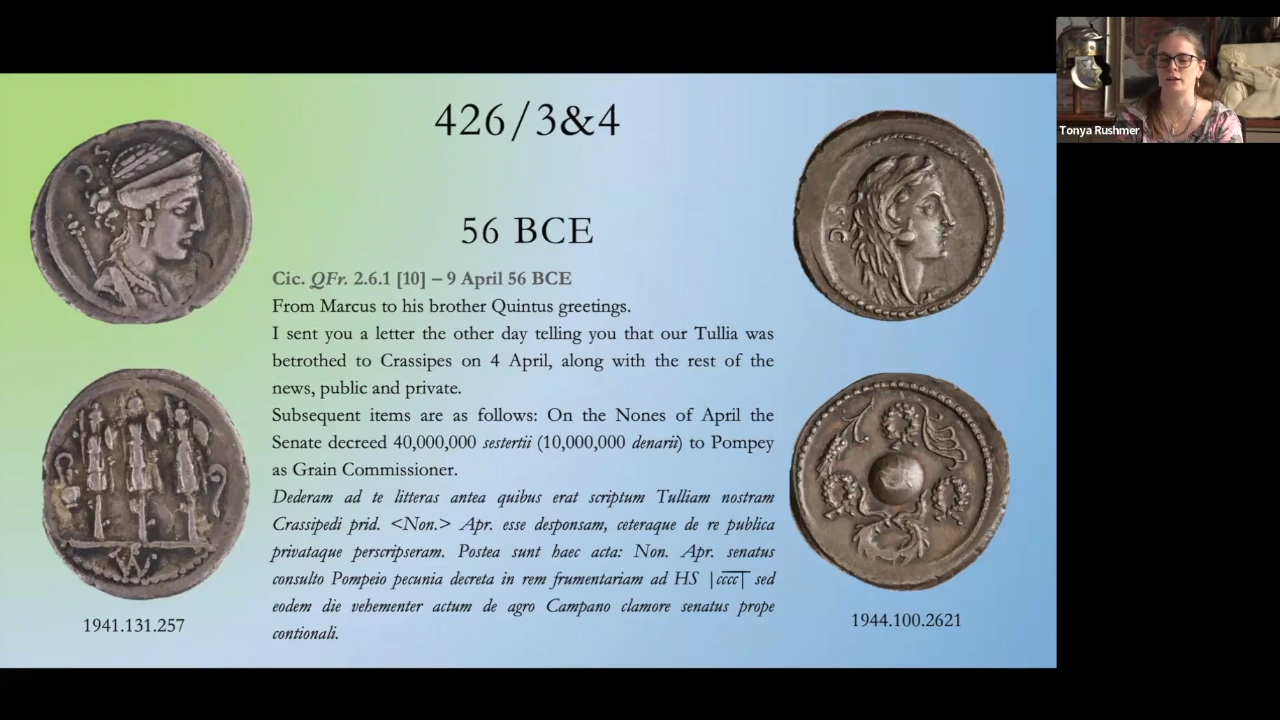 426/3&4
56 BCE
Cic. QFr. 2.6.1 [10] – 9 April 56 BCE
From Marcus to his brother Quintus greetings.
I sent you a letter the other day telling you that our Tullia was
betrothed to Crassipes on 4 April, along with the rest of the
news, public and private.
Subsequent items are as follows: On the Nones of April the
Senate decreed 40,000,000 sestertii (10,000,000 denarii) to Pompey
as Grain Commissioner.
Dederam ad te litteras antea quibus erat scriptum Tulliam nostram
Crassipedi prid. <Non.> Apr. esse desponsam, ceteraque de re publica
privataque perscripseram. Postea sunt haec acta: Non. Apr. senatus
consulto Pompeio pecunia decreta in rem frumentariam ad HS |c̅c̅c̅c̅| sed
eodem die vehementer actum de agro Campano clamore senatus prope
contionali.
1941.131.257
1944.100.2621
Tonya Rushmer